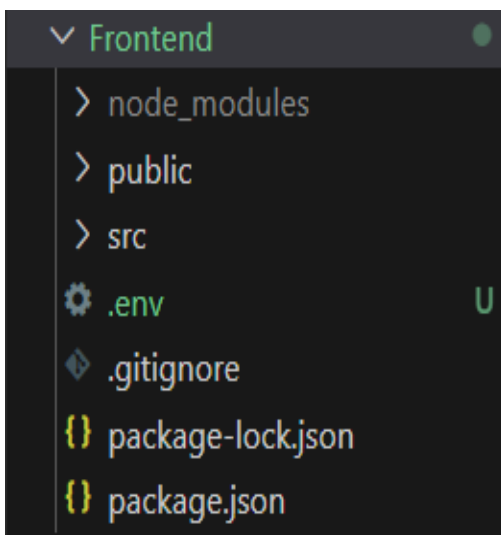 Frontend
node_modules
public
src
.env U
.gitignore
package-lock.json
package.json